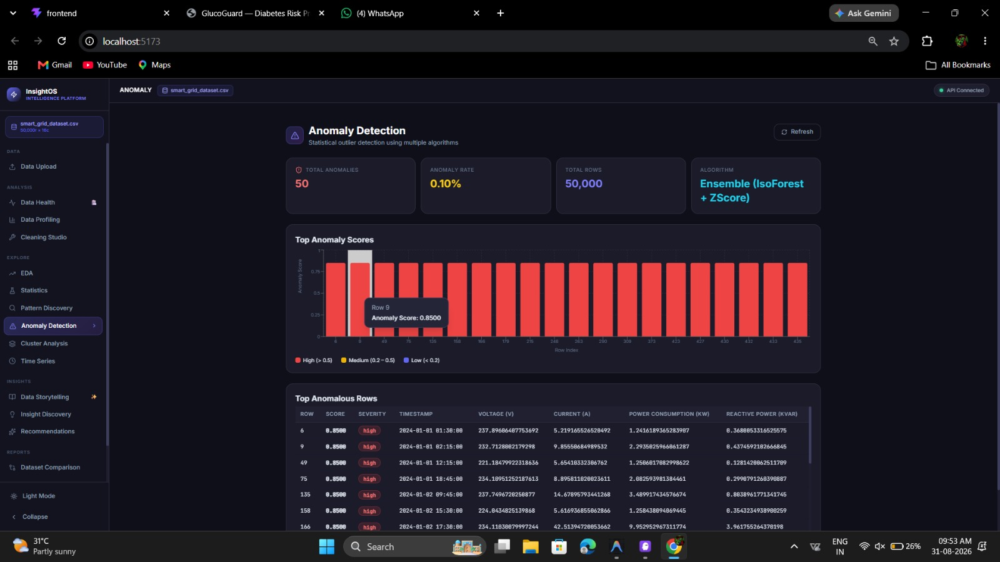 frontend
GlucoGuard — Diabetes Risk Pr
(4) WhatsApp
Ask Gemini
localhost:5173
Gmail
YouTube
Maps
All Bookmarks
InsightOS
INTELLIGENCE PLATFORM
ANOMALY
smart_grid_dataset.csv
API Connected
smart_grid_dataset.csv
50,000r × 16c
DATA
Data Upload
ANALYSIS
Data Health
Data Profiling
Cleaning Studio
EXPLORE
EDA
Statistics
Pattern Discovery
Anomaly Detection
Cluster Analysis
Time Series
INSIGHTS
Data Storytelling
Insight Discovery
Recommendations
REPORTS
Dataset Comparison
Light Mode
Collapse
Anomaly Detection
Statistical outlier detection using multiple algorithms
Refresh
TOTAL ANOMALIES
50
ANOMALY RATE
0.10%
TOTAL ROWS
50,000
ALGORITHM
Ensemble (IsoForest
+ ZScore)
Top Anomaly Scores
Anomaly Score
1
0.75
0.5
0.25
0
Row 9
Anomaly Score: 0.8500
6 9 49 75 135 158 166 179 215 248 263 290 309 373 423 427 430 432 433 435
Row Index
High (> 0.5) Medium (0.2 – 0.5) Low (< 0.2)
Top Anomalous Rows
ROW SCORE SEVERITY TIMESTAMP VOLTAGE (V) CURRENT (A) POWER CONSUMPTION (KW) REACTIVE POWER (KVAR)
6 0.8500 high 2024-01-01 01:30:00 237.89606407753692 5.219165526520492 1.2416189365283907 0.3680053316525575
9 0.8500 high 2024-01-01 02:15:00 232.7128002179298 9.85550684989532 2.2935025966061287 0.4374592102666845
49 0.8500 high 2024-01-01 12:15:00 221.18479922318636 5.65410332306762 1.2506017082998622 0.1281420062511709
75 0.8500 high 2024-01-01 18:45:00 234.10951252187613 8.895811020023611 2.082593981384461 0.2990791260390887
135 0.8500 high 2024-01-02 09:45:00 237.7496720250877 14.67895793441268 3.489917434576674 0.8038961771341745
158 0.8500 high 2024-01-02 15:30:00 224.0434825139868 5.616936855062866 1.258438094069445 0.3543234938900259
166 0.8500 high 2024-01-02 17:30:00 234.11030079997244 42.51394720053662 9.952952967311774 3.961755264370198
31°C
Partly sunny
Search
ENG
IN
26%
09:53 AM
31-08-2026